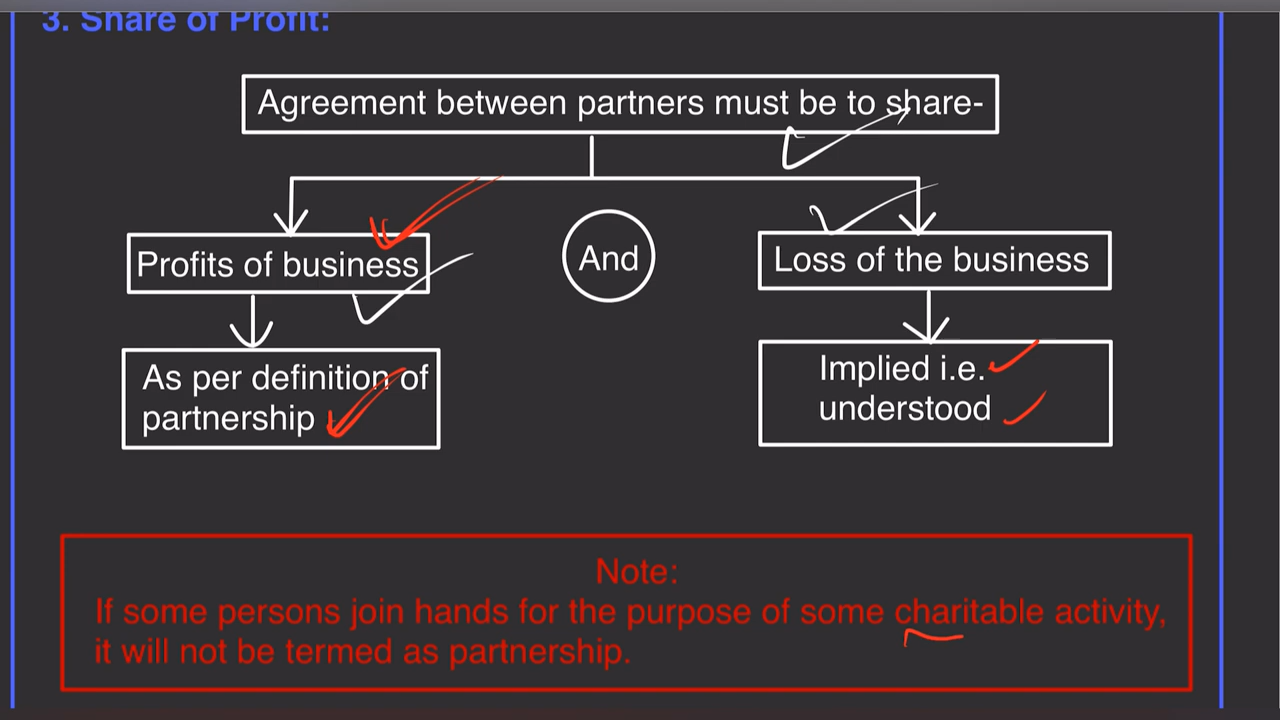 3. Share of Profit:
Agreement between partners must be to share-
Profits of business
And
Loss of the business
As per definition of
partnership
Implied i.e.
understood
Note:
If some persons join hands for the purpose of some charitable activity,
it will not be termed as partnership.